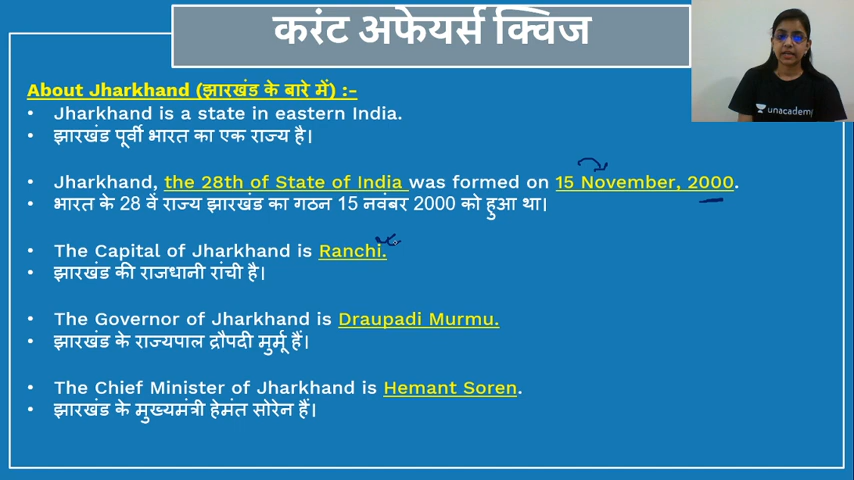 करंट अफेयर्स क्विज
unacademy
About Jharkhand (झारखंड के बारे में) :-
• Jharkhand is a state in eastern India.
• झारखंड पूर्वी भारत का एक राज्य है।
• Jharkhand, the 28th of State of India was formed on 15 November, 2000.
• भारत के 28 वें राज्य झारखंड का गठन 15 नवंबर 2000 को हुआ था।
• The Capital of Jharkhand is Ranchi.
• झारखंड की राजधानी रांची है।
• The Governor of Jharkhand is Draupadi Murmu.
• झारखंड के राज्यपाल द्रौपदी मुर्मू हैं।
• The Chief Minister of Jharkhand is Hemant Soren.
• झारखंड के मुख्यमंत्री हेमंत सोरेन हैं।